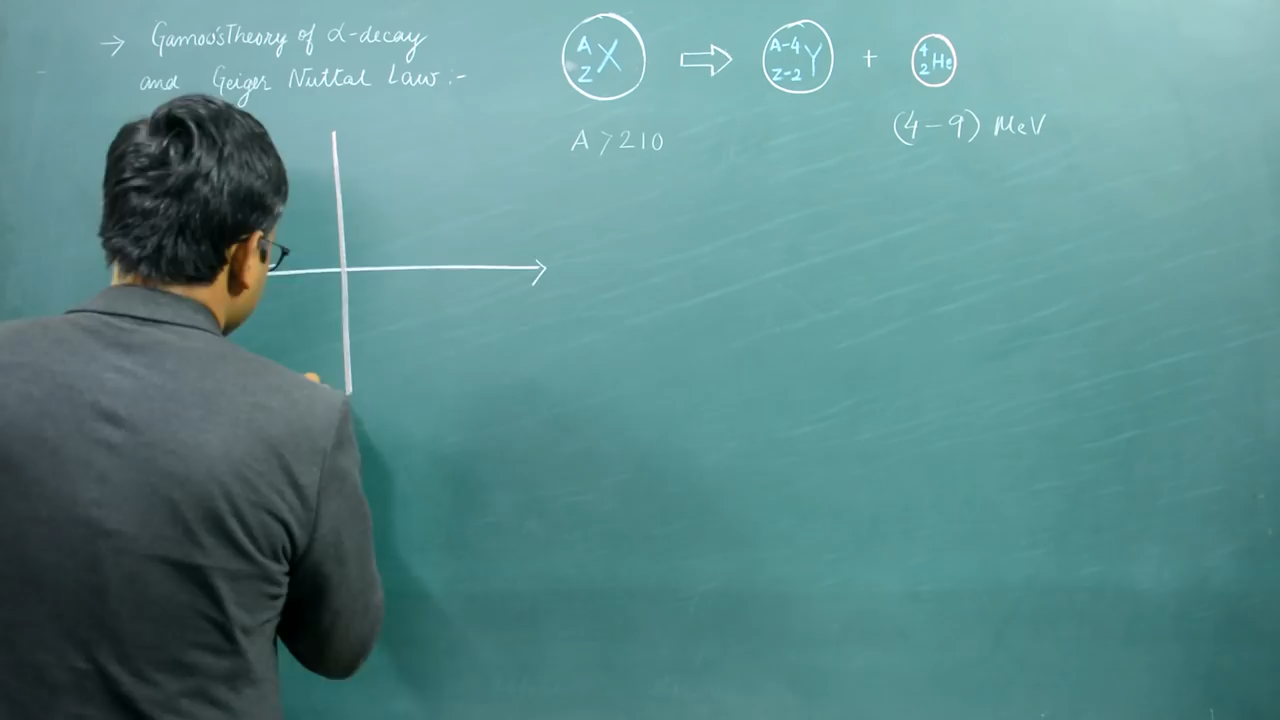 → Gamow's Theory of α-decay
and Geiger Nuttal Law :-
A Z X ⇒ A-4 Z-2 Y + 4 2 He
A > 210
(4-9) MeV